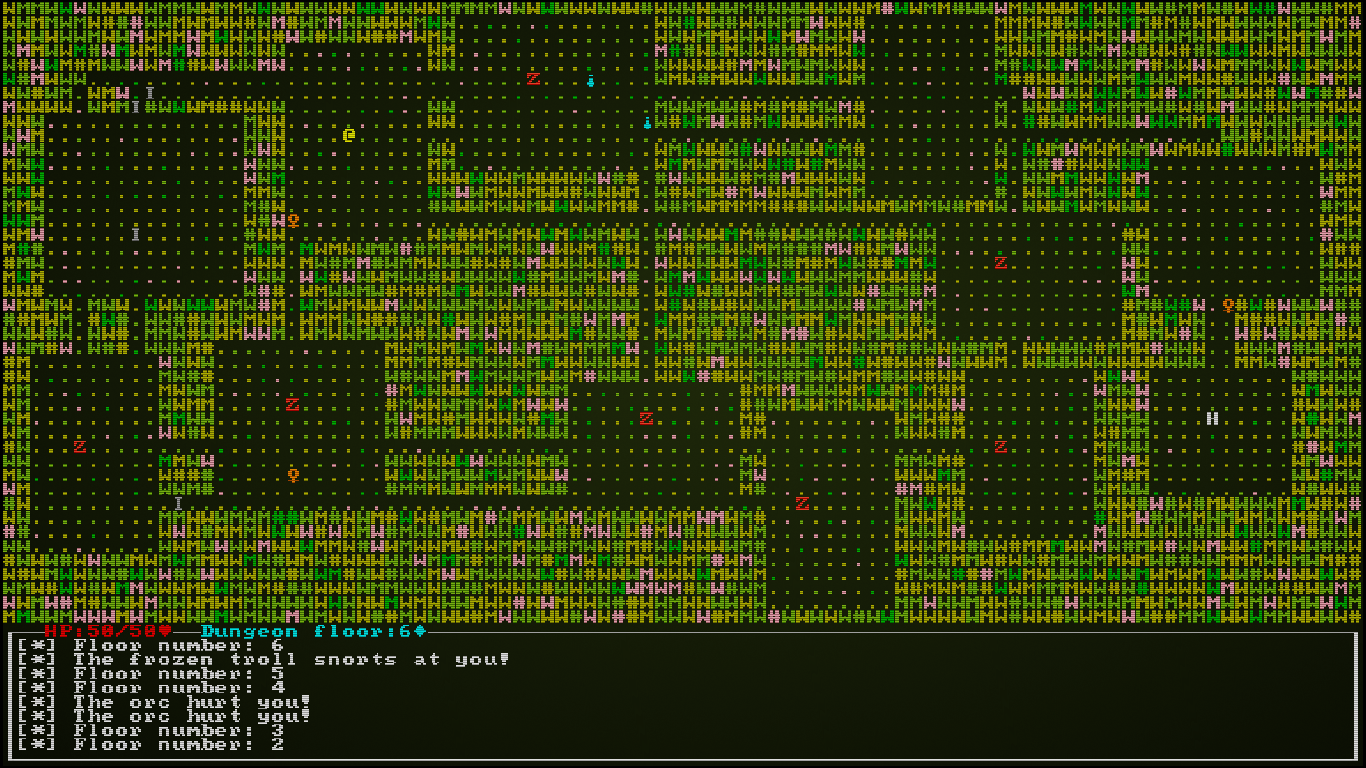 HP:50/50♥ Dungeon floor:6♦
[*] Floor number: 6
[*] The frozen troll snorts at you!
[*] Floor number: 5
[*] Floor number: 4
[*] The orc hurt you!
[*] The orc hurt you!
[*] Floor number: 3
[*] Floor number: 2